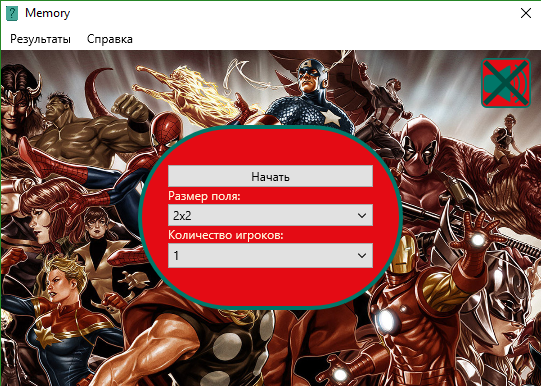 Memory
Результаты Справка
Начать
Размер поля:
2x2
Количество игроков:
1